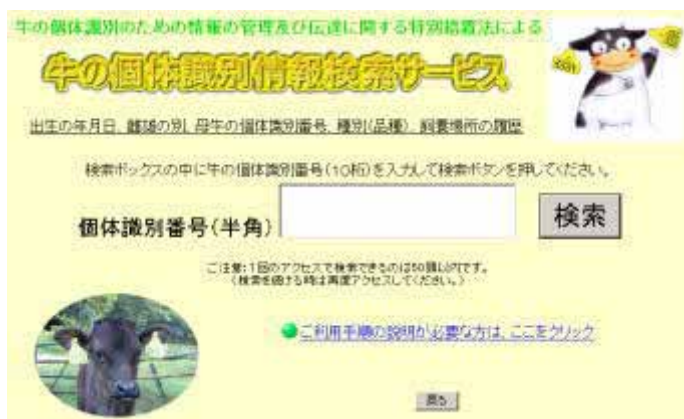 牛の個体識別のための情報の管理及び伝達に関する特別措置法による
牛の個体識別情報検索サービス
出生の年月日、雌雄の別、母牛の個体識別番号、種別(品種)、飼養場所の履歴
検索ボックスの中に牛の個体識別番号(10桁)を入力して検索ボタンを押してください。
個体識別番号(半角)
検索
ご注意:1回のアクセスで検索できるのは50頭以内です。
(検索を続ける時は再度アクセスしてください。)
ご利用手順の説明が必要な方は、ここをクリック
戻る